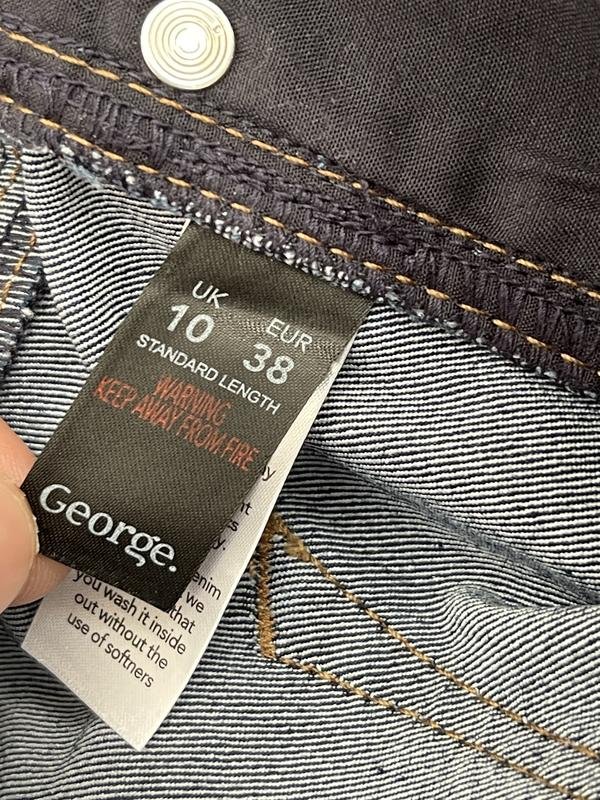 UK EUR
10 38
STANDARD LENGTH
WARNING
KEEP AWAY FROM FIRE
George.
y.
enim
we
that
you wash it inside
out without the
use of softners